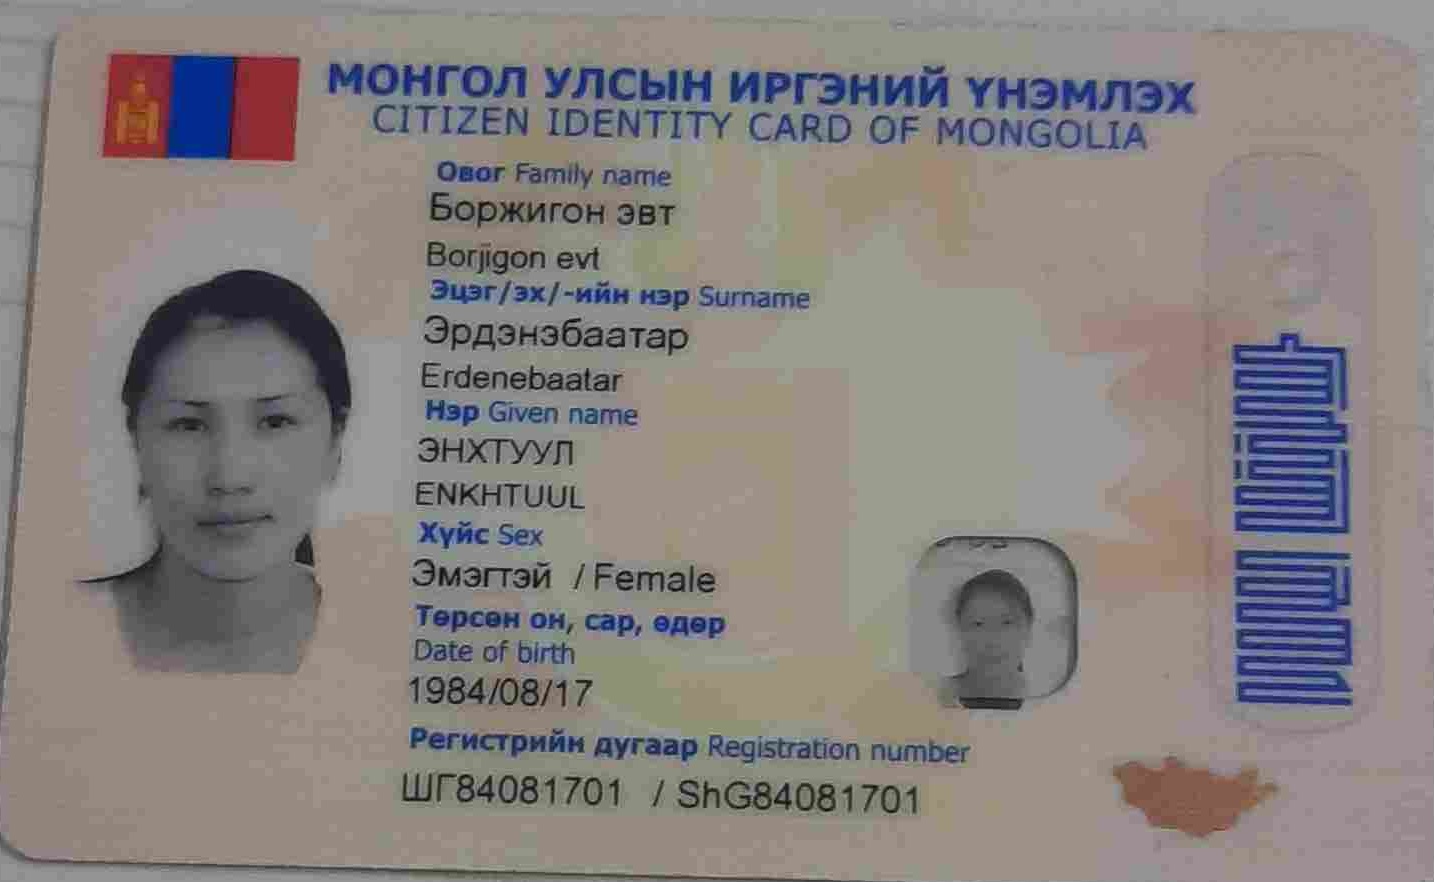 МОНГОЛ УЛСЫН ИРГЭНИЙ ҮНЭМЛЭХ
CITIZEN IDENTITY CARD OF MONGOLIA
Овог Family name
Боржигон эвт
Borjigon evt
Эцэг/эх/-ийн нэр Surname
Эрдэнэбаатар
Erdenebaatar
Нэр Given name
ЭНХТУУЛ
ENKHTUUL
Хүйс Sex
Эмэгтэй / Female
Төрсөн он, сар, өдөр
Date of birth
1984/08/17
Регистрийн дугаар Registration number
ШГ84081701 / ShG84081701